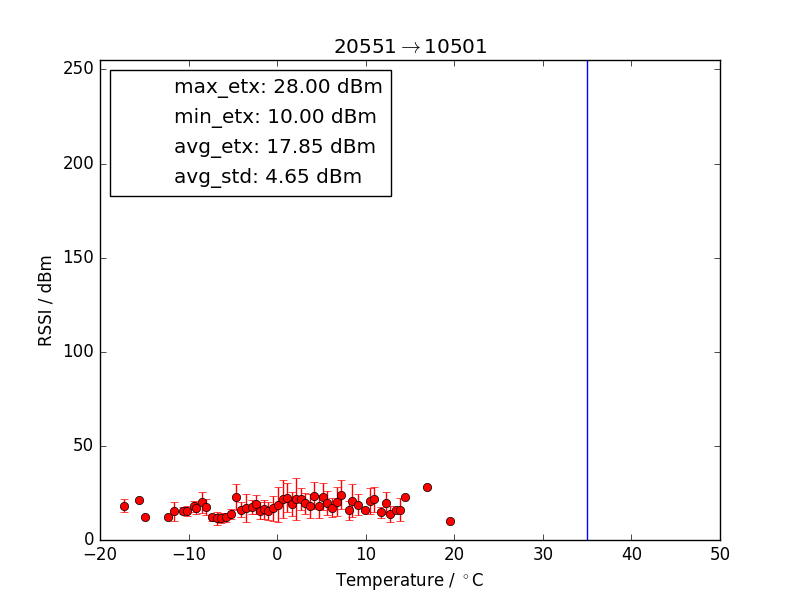 20551→10501
max_etx: 28.00 dBm
min_etx: 10.00 dBm
avg_etx: 17.85 dBm
avg_std: 4.65 dBm
RSSI / dBm
250
200
150
100
50
0
−20 −10 0 10 20 30 40 50
Temperature / °C